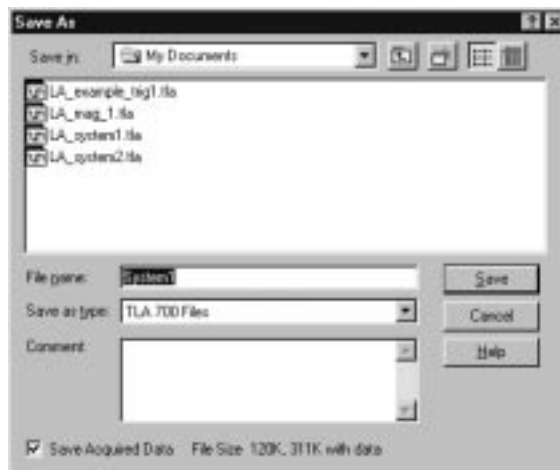 Save As
Save in:
My Documents
LA_example_trig1.tla
LA_mag_1.tla
LA_system1.tla
LA_system2.tla
File name:
System1
Save
Save as type:
TLA 700 Files
Cancel
Comment
Help
Save Acquired Data File Size 120K, 311K with data